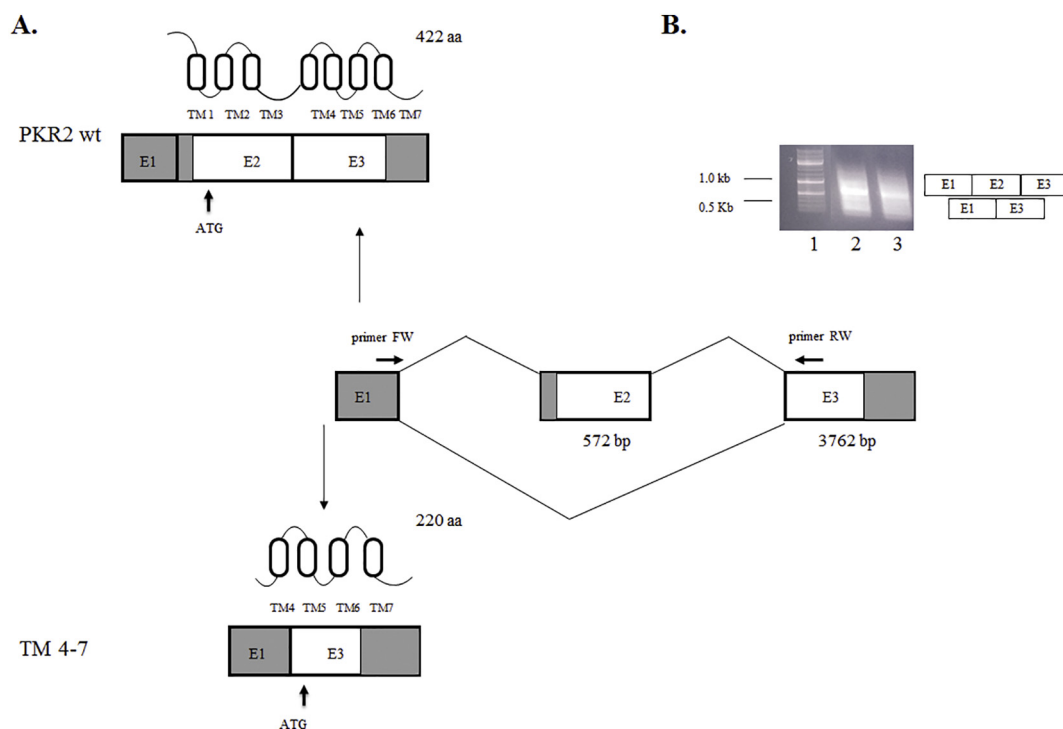 A.
422 aa
TM 1 TM2 TM3 TM4 TM5 TM6 TM7
PKR2 wt
E1 E2 E3
ATG
B.
1.0 kb
0.5 Kb
1 2 3
E1 E2 E3
E1 E3
primer FW
primer RW
E1 E2 E3
572 bp
3762 bp
220 aa
TM4 TM5 TM6 TM7
TM 4-7
E1 E3
ATG